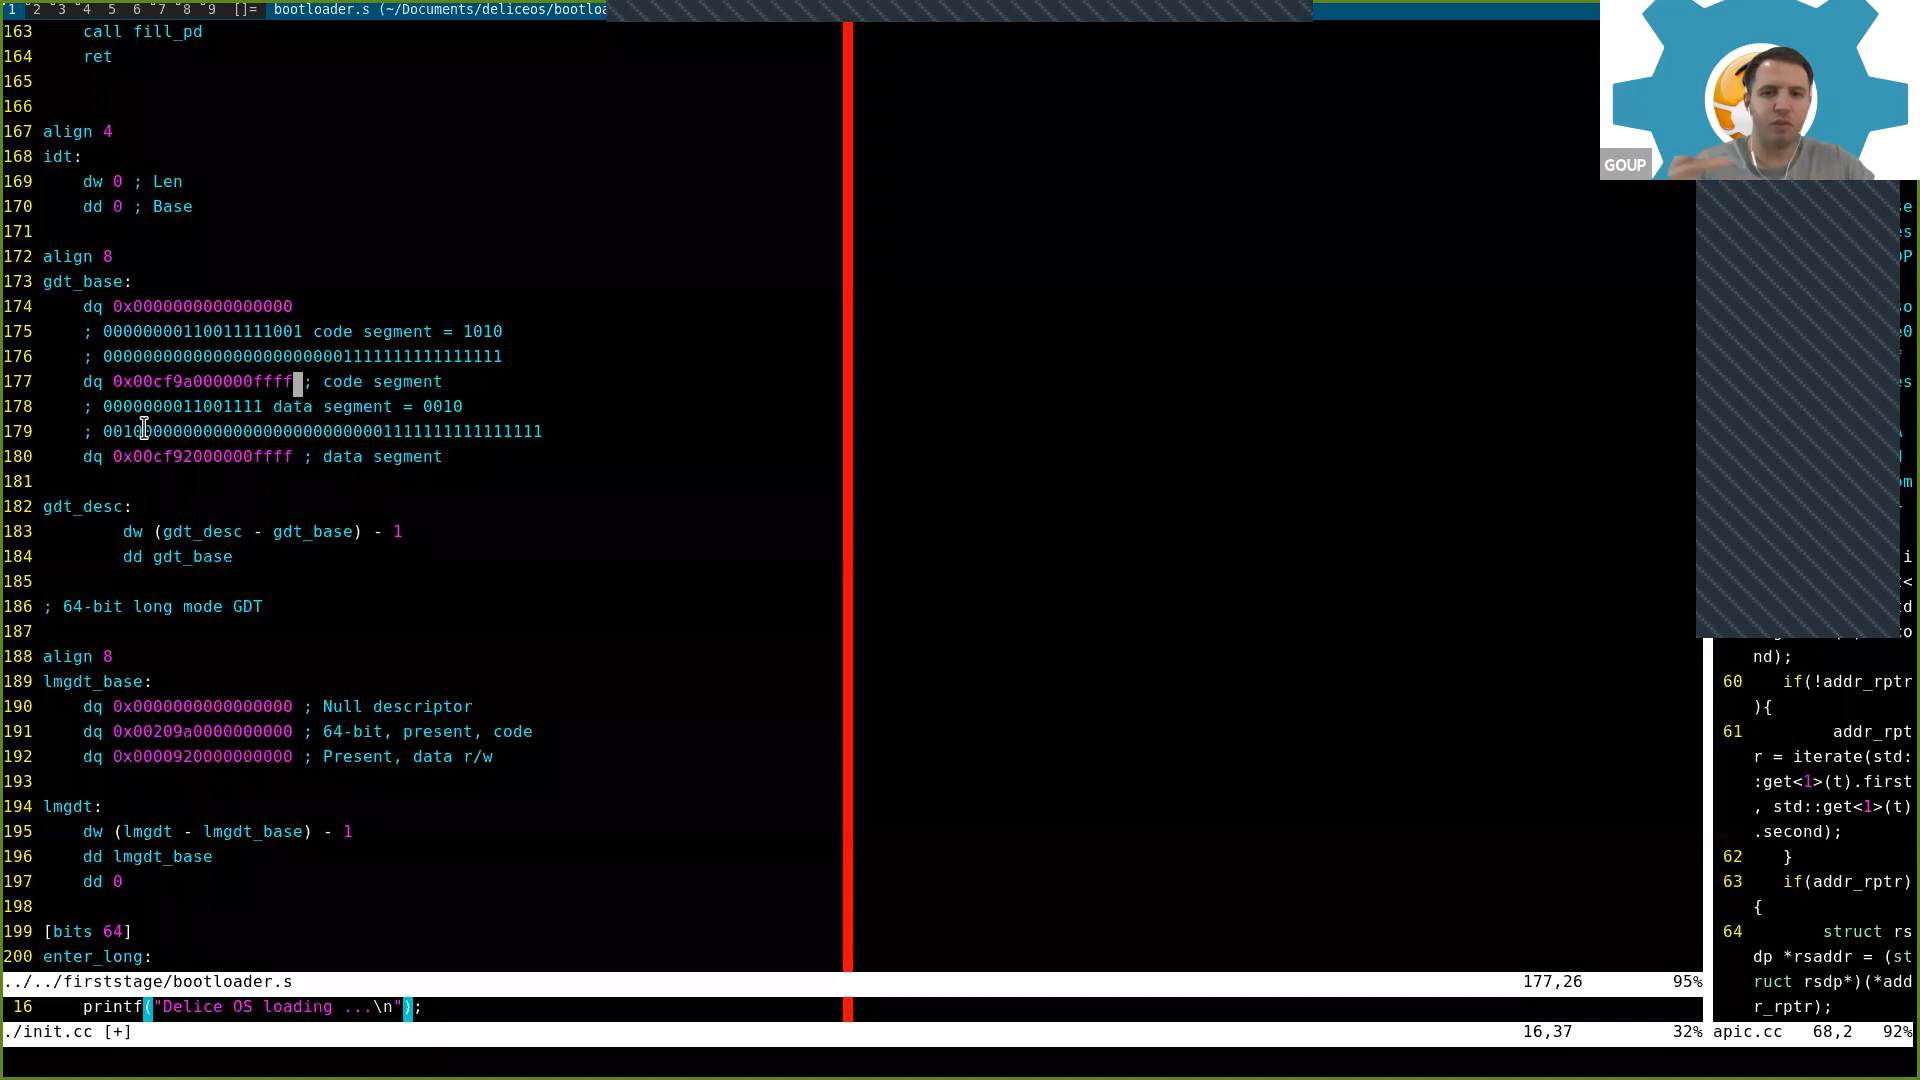 1 2 3 4 5 6 7 8 9 []= bootloader.s (~/Documents/deliceos/bootloa
163 call fill_pd
164 ret
165
166
167 align 4
168 idt:
169 dw 0 ; Len
170 dd 0 ; Base
171
172 align 8
173 gdt_base:
174 dq 0x0000000000000000
175 ; 00000000110011111001 code segment = 1010
176 ; 0000000000000000000000001111111111111111
177 dq 0x00cf9a000000ffff ; code segment
178 ; 0000000011001111 data segment = 0010
179 ; 00100000000000000000000000001111111111111111
180 dq 0x00cf92000000ffff ; data segment
181
182 gdt_desc:
183 dw (gdt_desc - gdt_base) - 1
184 dd gdt_base
185
186 ; 64-bit long mode GDT
187
188 align 8
189 lmgdt_base:
190 dq 0x0000000000000000 ; Null descriptor
191 dq 0x00209a0000000000 ; 64-bit, present, code
192 dq 0x0000920000000000 ; Present, data r/w
193
194 lmgdt:
195 dw (lmgdt - lmgdt_base) - 1
196 dd lmgdt_base
197 dd 0
198
199 [bits 64]
200 enter_long:
../../firststage/bootloader.s 177,26 95%
16 printf("Delice OS loading ...\n");
./init.cc [+] 16,37 32%
GOUP
nd);
60 if(!addr_rptr
){
61 addr_rpt
r = iterate(std:
:get<1>(t).first
, std::get<1>(t)
.second);
62 }
63 if(addr_rptr)
{
64 struct rs
dp *rsaddr = (st
ruct rsdp*)(*add
r_rptr);
apic.cc 68,2 92%